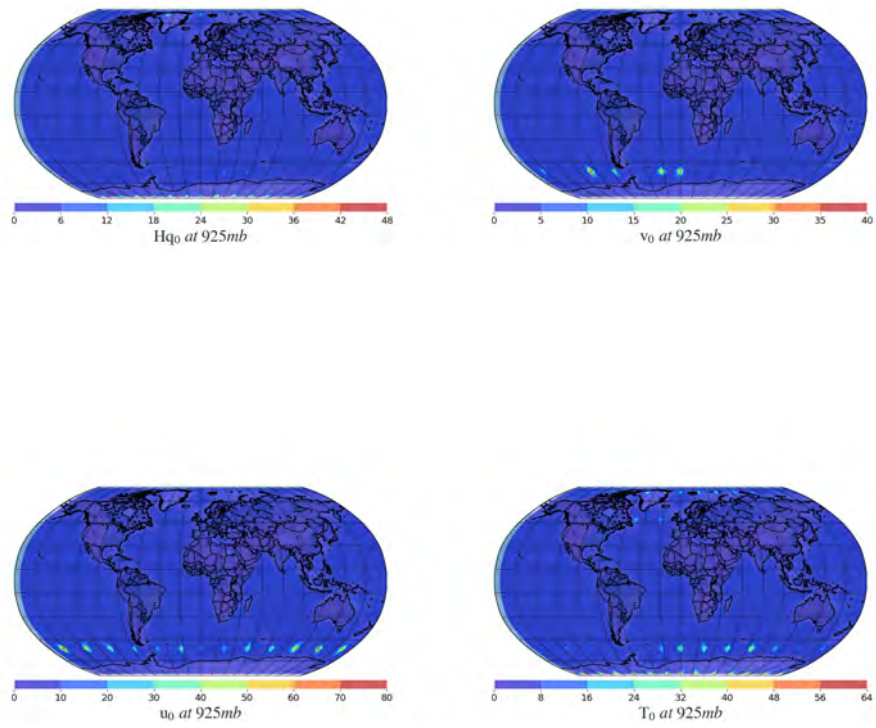 0 6 12 18 24 30 36 42 48
Hq₀ at 925mb
0 5 10 15 20 25 30 35 40
v₀ at 925mb
0 10 20 30 40 50 60 70 80
u₀ at 925mb
0 8 16 24 32 40 48 56 64
T₀ at 925mb